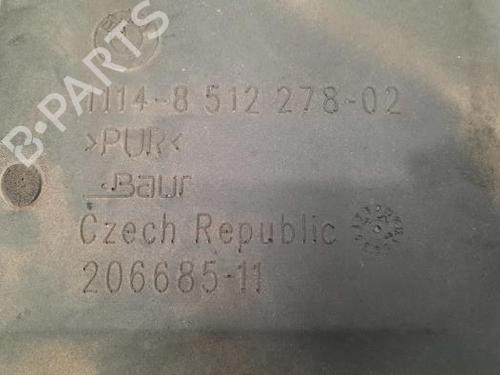 1114-8 512 278-02
>PUR<
Baur
Czech Republic
206685-11
B-PARTS